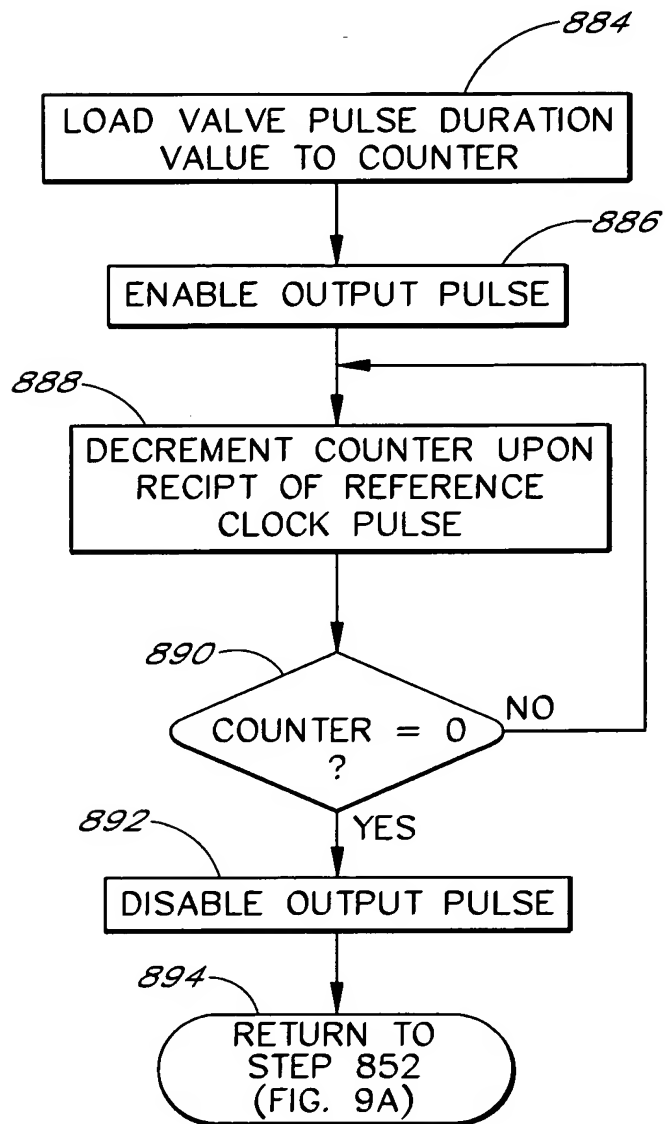 884
LOAD VALVE PULSE DURATION
VALUE TO COUNTER
886
ENABLE OUTPUT PULSE
888
DECREMENT COUNTER UPON
RECIPT OF REFERENCE
CLOCK PULSE
890
COUNTER = 0
?
NO
YES
892
DISABLE OUTPUT PULSE
894
RETURN TO
STEP 852
(FIG. 9A)